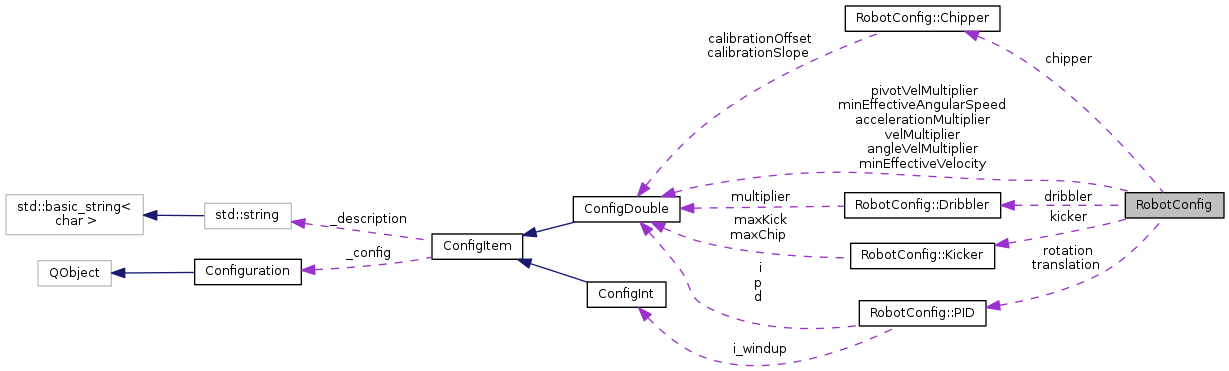 RobotConfig::Chipper
calibrationOffset
calibrationSlope
chipper
pivotVelMultiplier
minEffectiveAngularSpeed
accelerationMultiplier
velMultiplier
angleVelMultiplier
minEffectiveVelocity
std::basic_string<
char >
std::string
_description
ConfigDouble
multiplier
RobotConfig::Dribbler
dribbler
RobotConfig
maxKick
maxChip
kicker
ConfigItem
_config
QObject
Configuration
RobotConfig::Kicker
rotation
translation
i
p
d
ConfigInt
RobotConfig::PID
i_windup